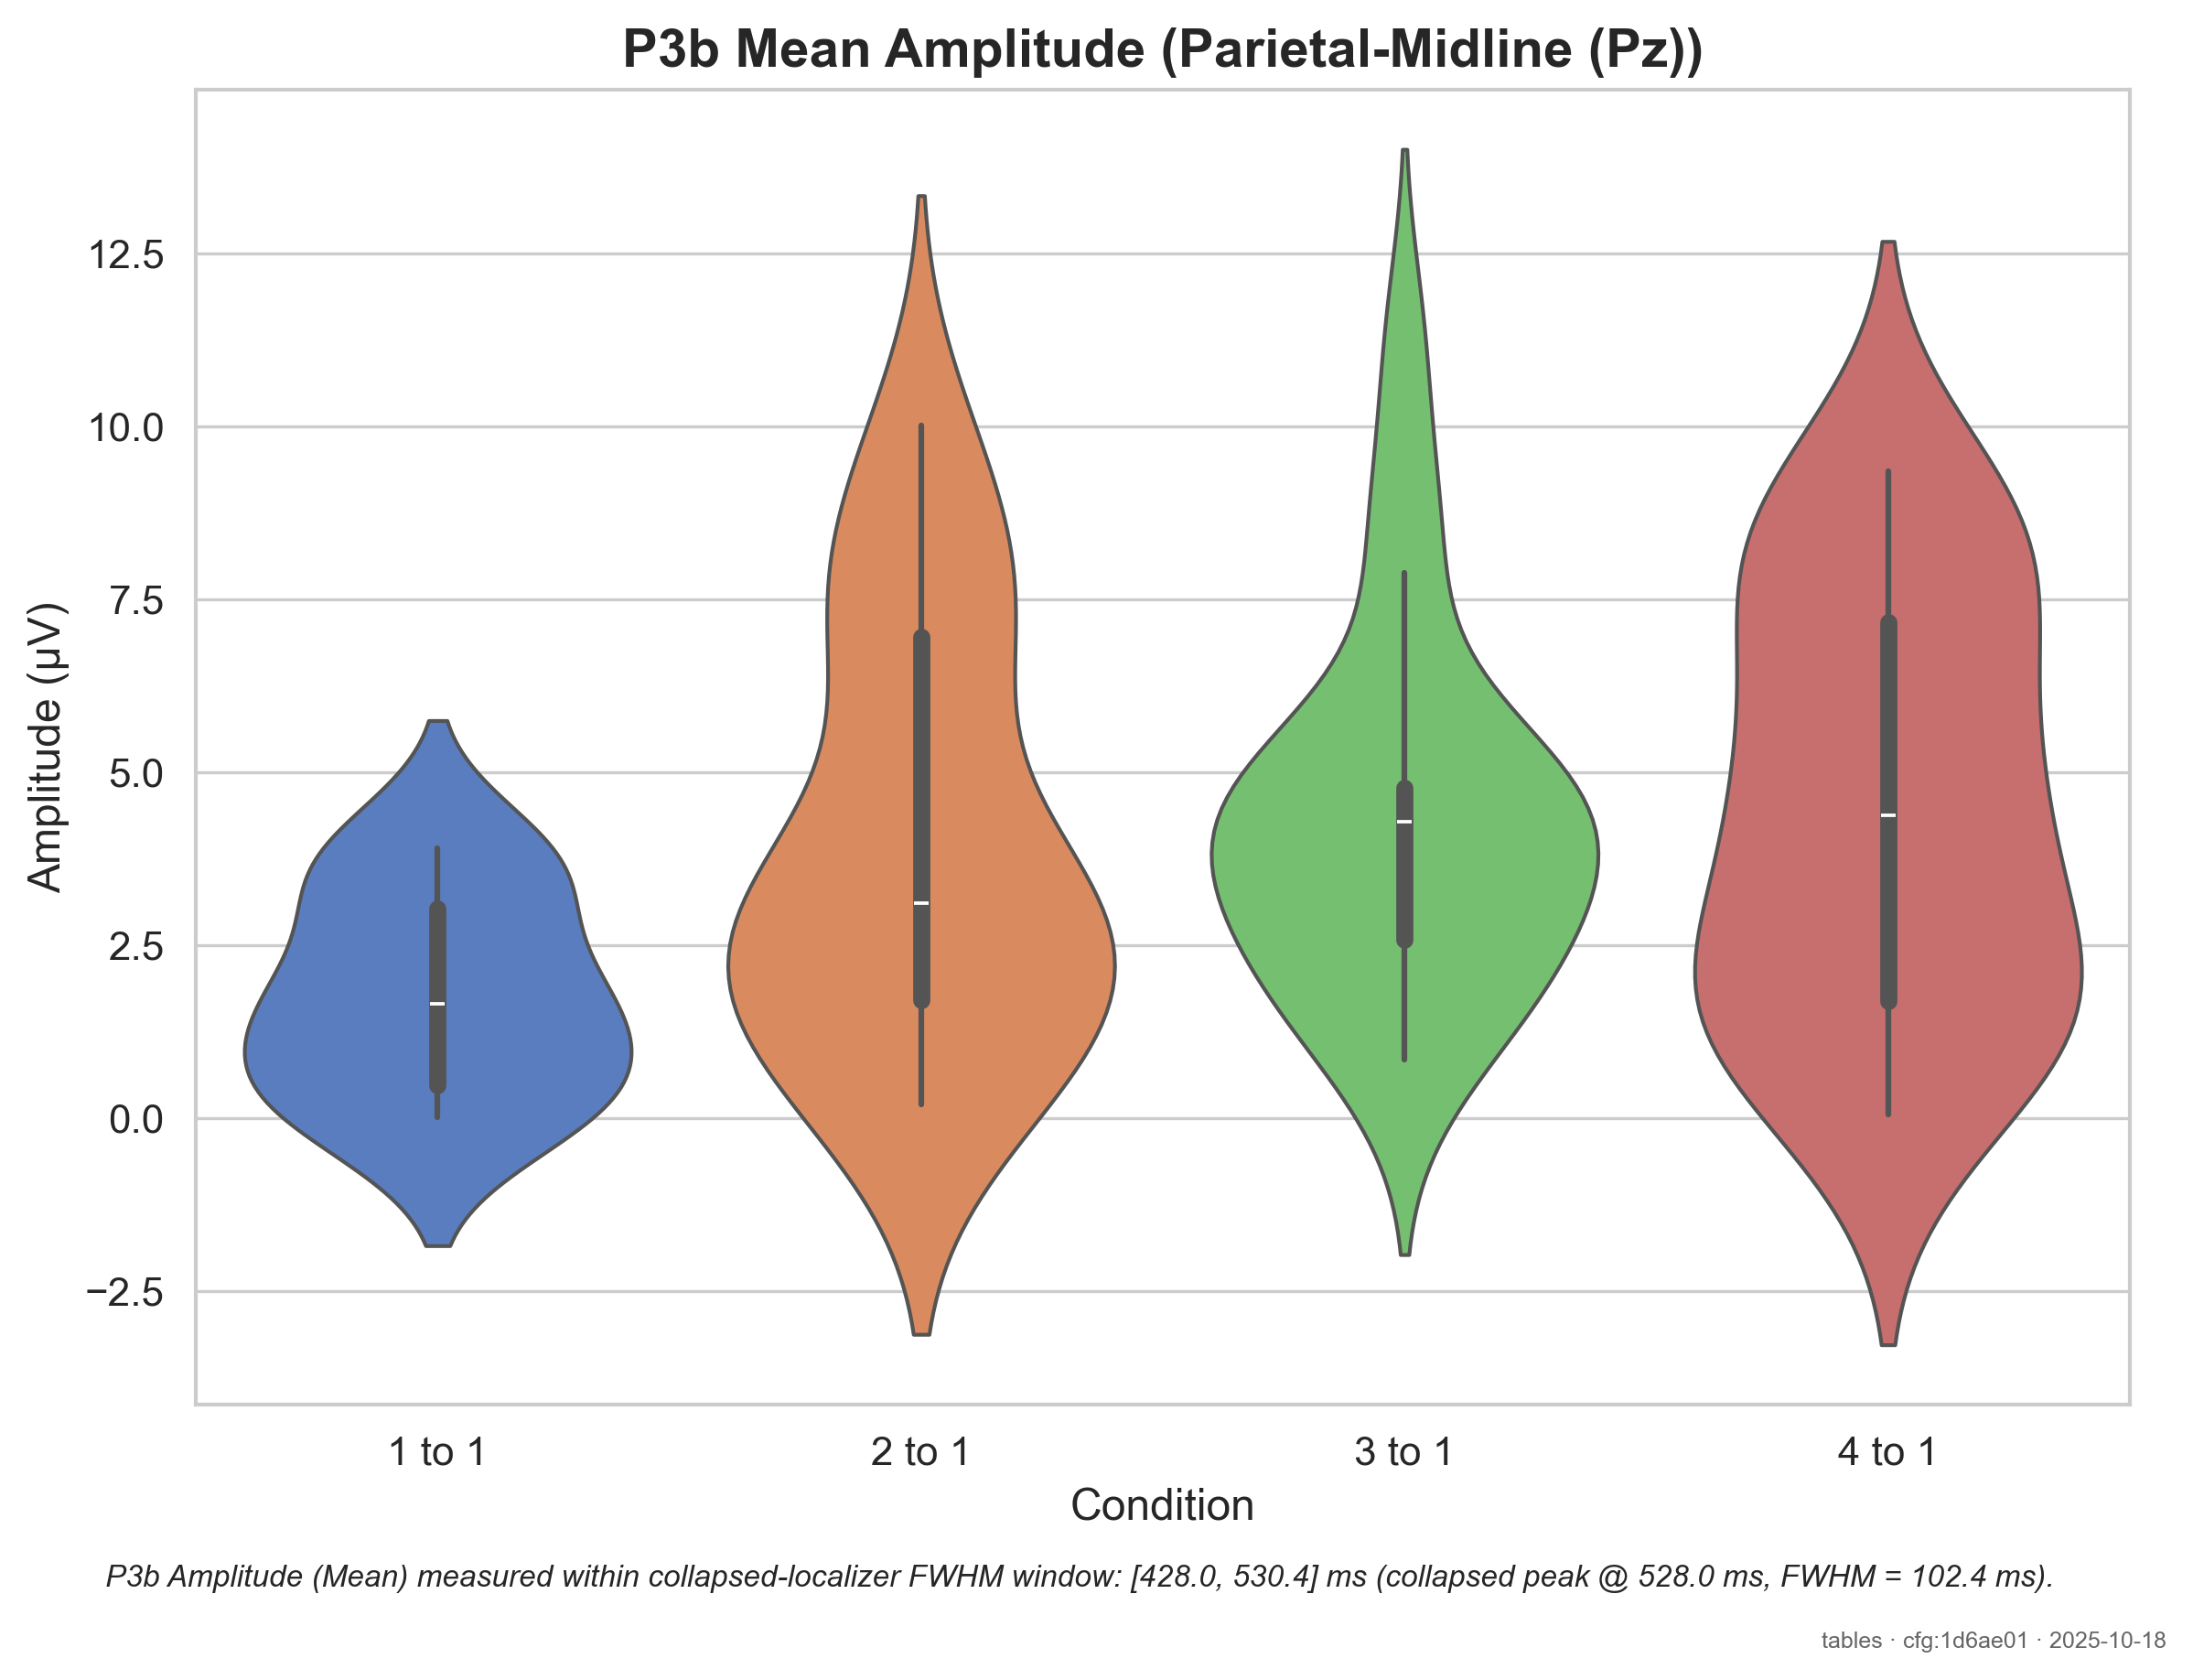 P3b Mean Amplitude (Parietal-Midline (Pz))
Amplitude (µV)
12.5
10.0
7.5
5.0
2.5
0.0
−2.5
1 to 1
2 to 1
3 to 1
4 to 1
Condition
P3b Amplitude (Mean) measured within collapsed-localizer FWHM window: [428.0, 530.4] ms (collapsed peak @ 528.0 ms, FWHM = 102.4 ms).
tables · cfg:1d6ae01 · 2025-10-18